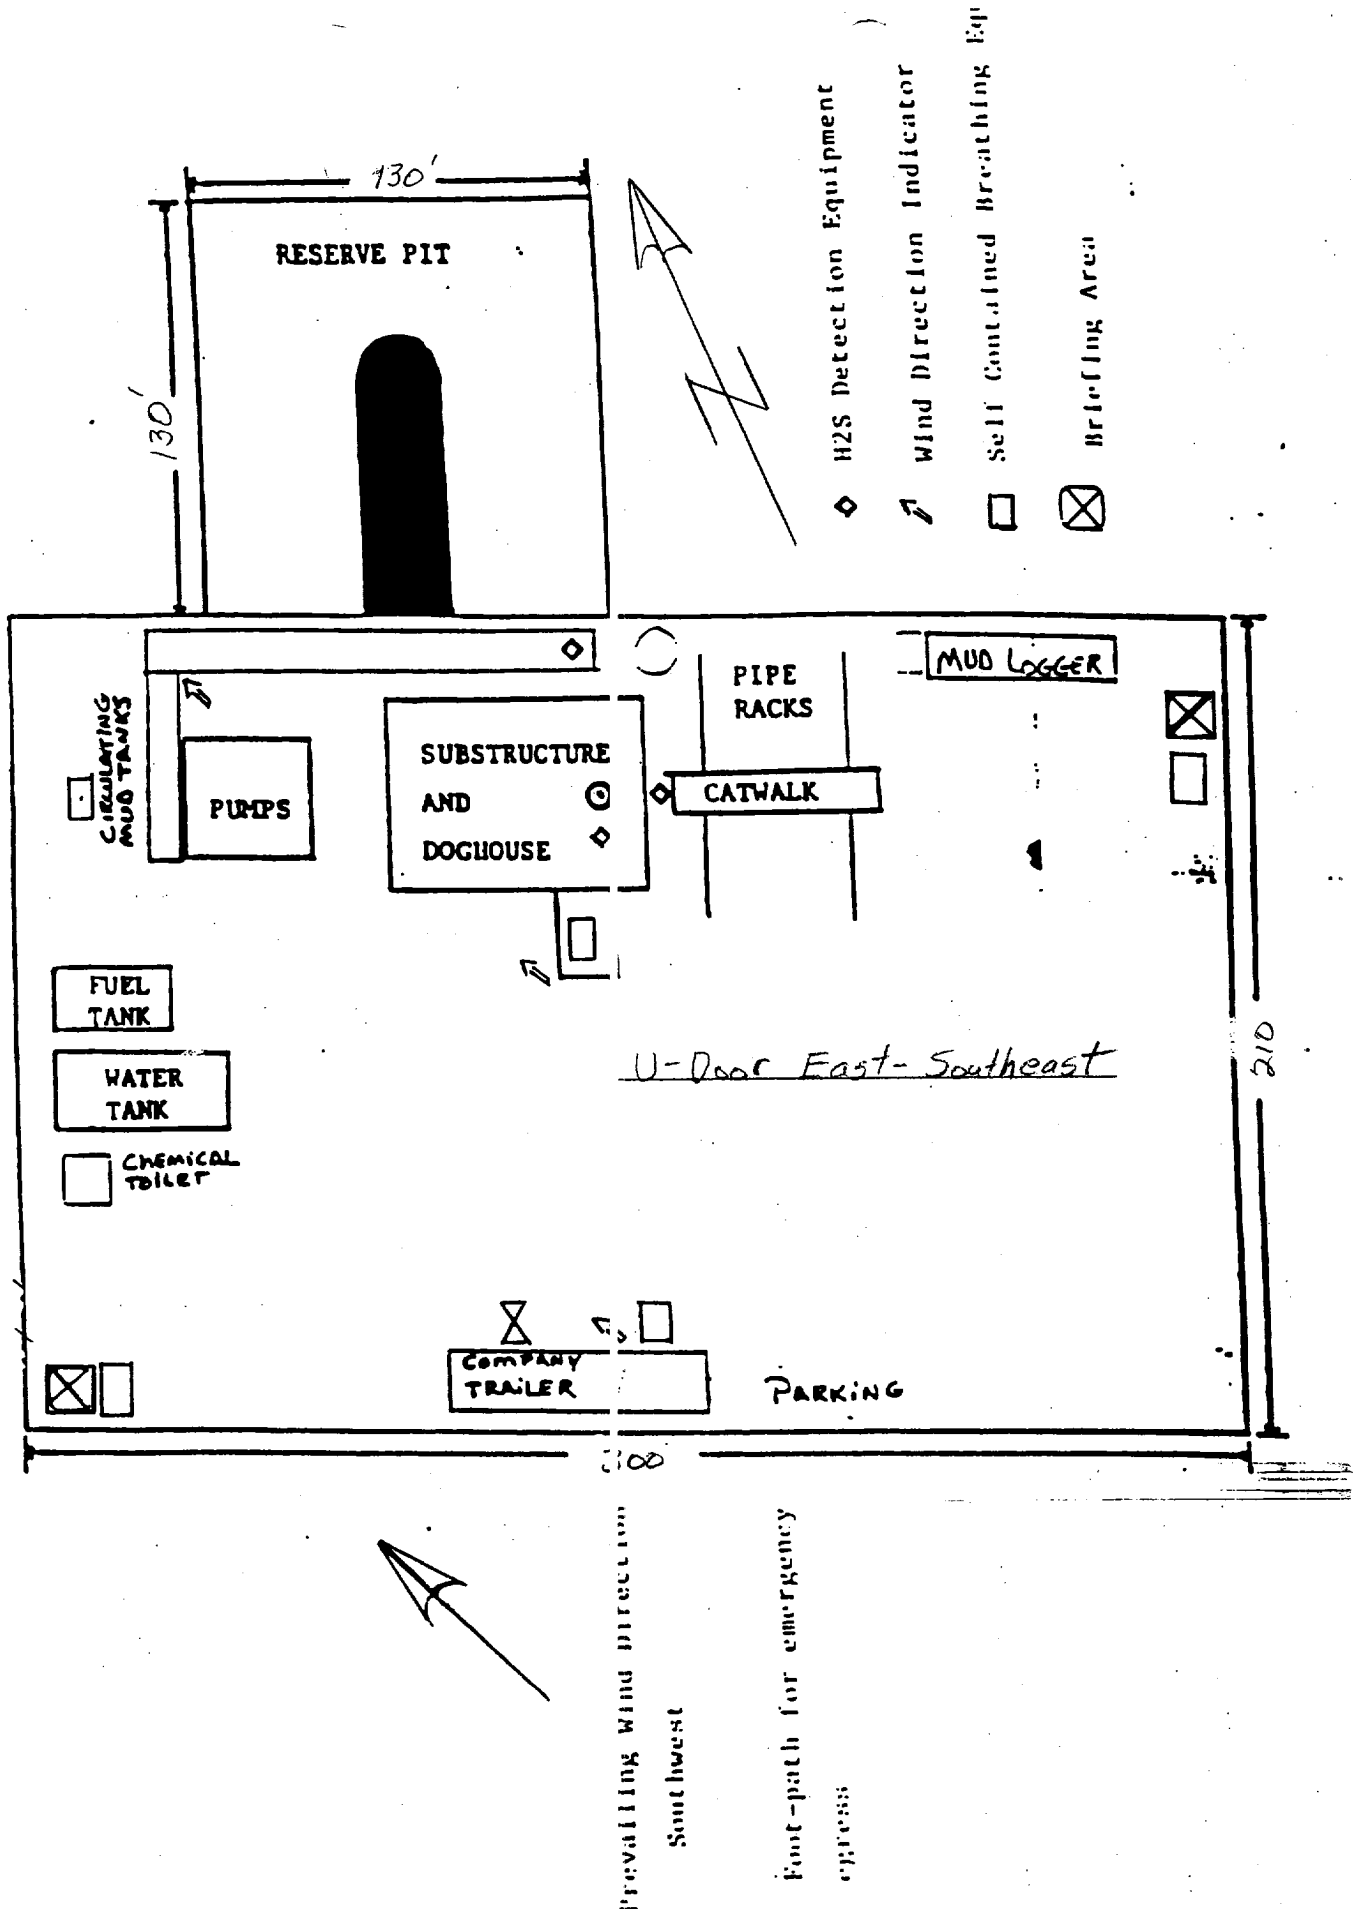 130'
130'
RESERVE PIT
N
H2S Detection Equipment
Wind Direction Indicator
Self Contained Breathing Eq
Briefing Area
CIRCULATING
MUD TANKS
PUMPS
SUBSTRUCTURE
AND
DOGHOUSE
PIPE
RACKS
CATWALK
MUD LOGGER
FUEL
TANK
WATER
TANK
CHEMICAL
TOILET
U-Door East-Southeast
210
COMPANY
TRAILER
PARKING
300
Prevailing Wind Direction
Southwest
Foot-path for emergency
egress